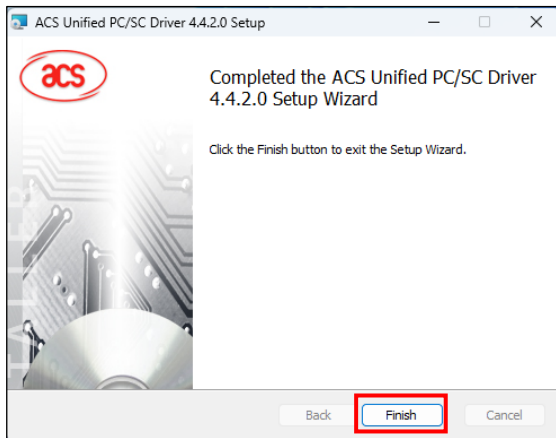 ACS Unified PC/SC Driver 4.4.2.0 Setup
acs
Completed the ACS Unified PC/SC Driver
4.4.2.0 Setup Wizard
Click the Finish button to exit the Setup Wizard.
Back
Finish
Cancel